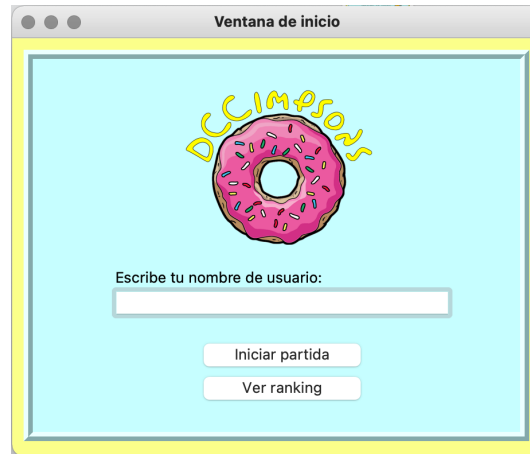 Ventana de inicio
DCCIMPSONS
Escribe tu nombre de usuario:
Iniciar partida
Ver ranking